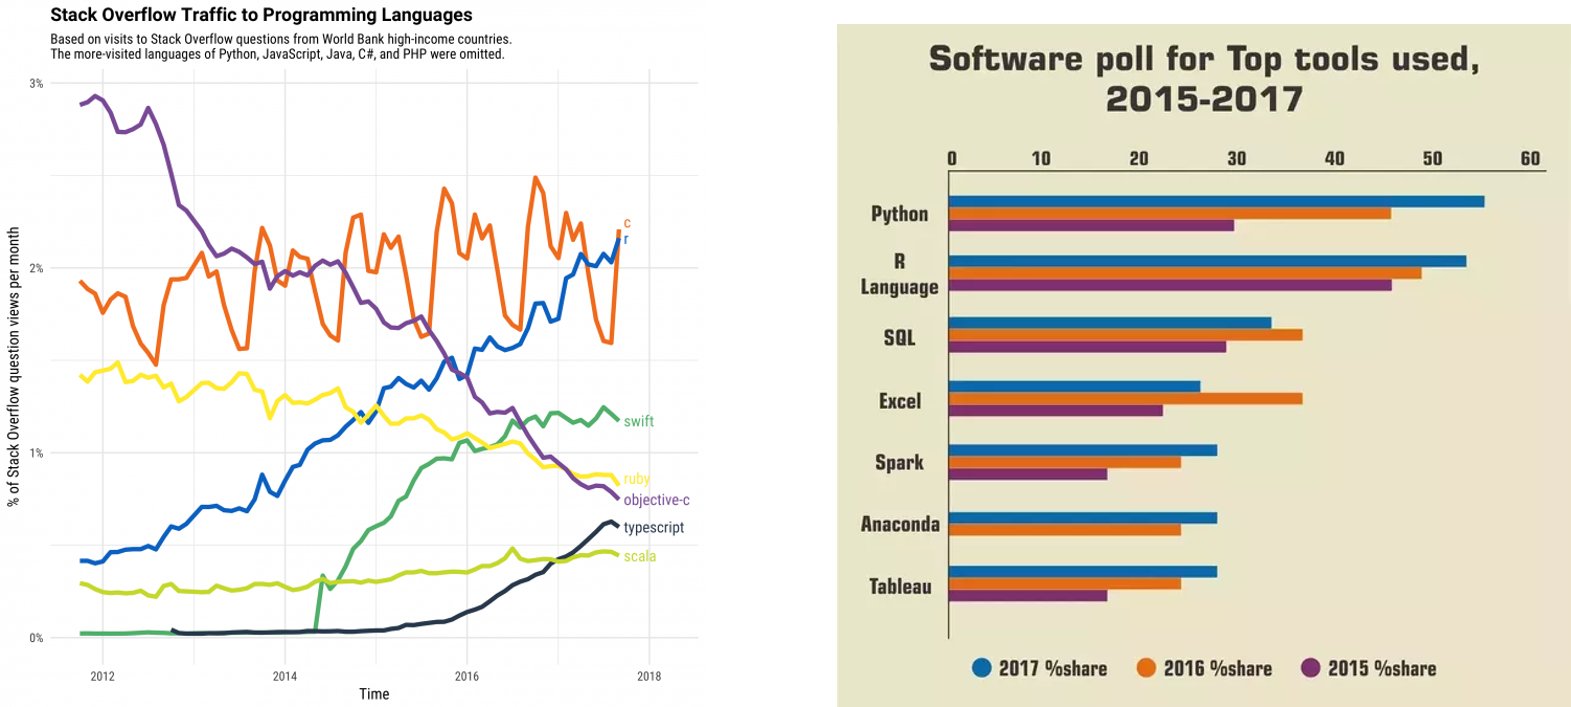 Stack Overflow Traffic to Programming Languages
Based on visits to Stack Overflow questions from World Bank high-income countries.
The more-visited languages of Python, JavaScript, Java, C#, and PHP were omitted.
% of Stack Overflow question views per month
3%
2%
1%
0%
c
r
swift
ruby
objective-c
typescript
scala
2012
2014
2016
2018
Time
Software poll for Top tools used,
2015-2017
0 10 20 30 40 50 60
Python
R
Language
SQL
Excel
Spark
Anaconda
Tableau
2017 %share
2016 %share
2015 %share